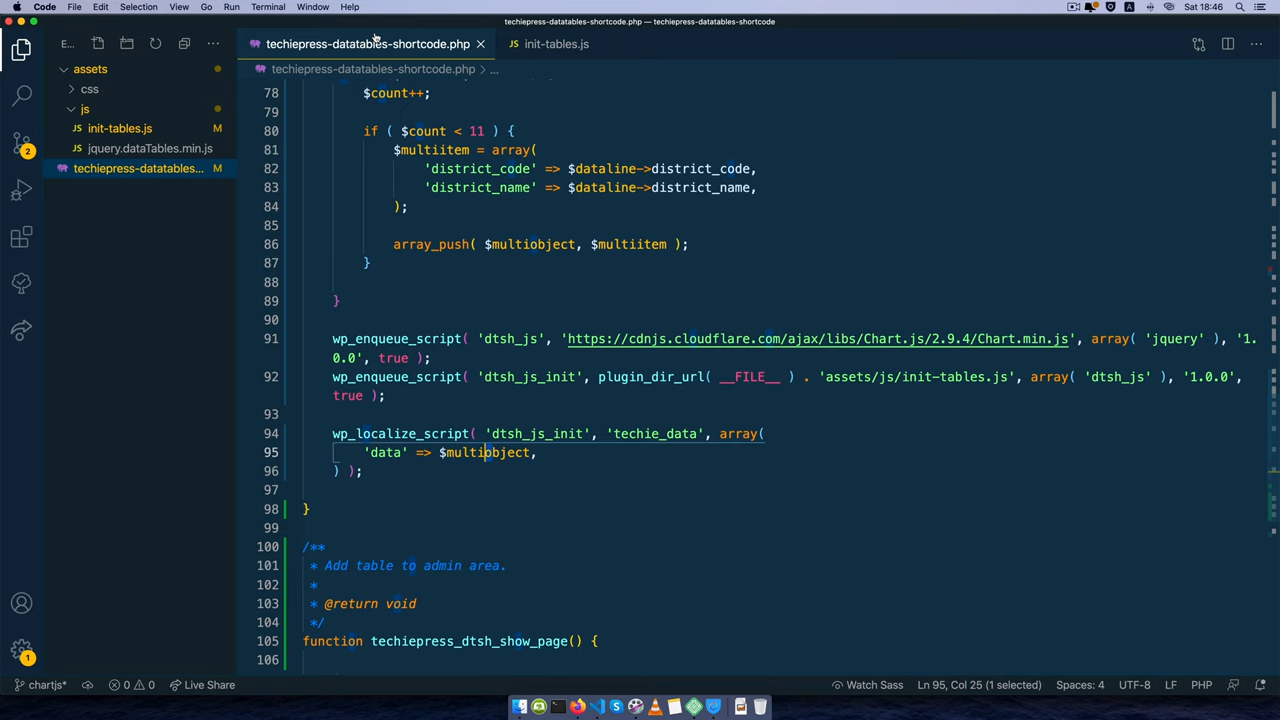 Code File Edit Selection View Go Run Terminal Window Help
A Sat 18:46
techiepress-datatables-shortcode.php — techiepress-datatables-shortcode
E... techiepress-datatables-shortcode.php init-tables.js
assets techiepress-datatables-shortcode.php > ...
css
js
init-tables.js M
jquery.dataTables.min.js
techiepress-datatables... M
2
1
78 $count++;
79
80 if ( $count < 11 ) {
81 $multiitem = array(
82 'district_code' => $dataline->district_code,
83 'district_name' => $dataline->district_name,
84 );
85
86 array_push( $multiobject, $multiitem );
87 }
88
89 }
90
91 wp_enqueue_script( 'dtsh_js', 'https://cdnjs.cloudflare.com/ajax/libs/Chart.js/2.9.4/Chart.min.js', array( 'jquery' ), '1.
0.0', true );
92 wp_enqueue_script( 'dtsh_js_init', plugin_dir_url( __FILE__ ) . 'assets/js/init-tables.js', array( 'dtsh_js' ), '1.0.0',
true );
93
94 wp_localize_script( 'dtsh_js_init', 'techie_data', array(
95 'data' => $multiobject,
96 ) );
97
98 }
99
100 /**
101 * Add table to admin area.
102 *
103 * @return void
104 */
105 function techiepress_dtsh_show_page() {
106
chartjs* 0 0 Live Share Watch Sass Ln 95, Col 25 (1 selected) Spaces: 4 UTF-8 LF PHP